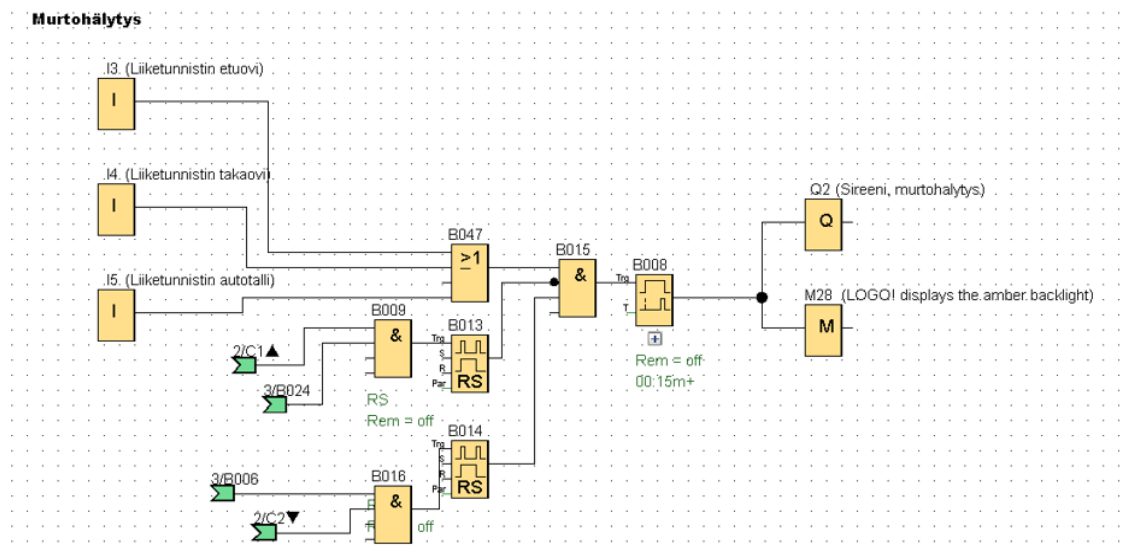 Murtohälytys
I3. (Liiketunnistin etuovi)
I
I4. (Liiketunnistin takaovi)
I
Q2 (Sireeni, murtohalytys)
Q
B047
≥1
B015
&
B008
Trg
T
I5. (Liiketunnistin autotalli)
I
M28 (LOGO! displays the amber backlight)
M
B009
&
B013
Trg
S
R
Par
RS
2/C1▲
3/B024
Rem = off
00:15m+
RS
Rem = off
B014
Trg
S
R
Par
RS
3/B006
B016
&
2/C2▼
off